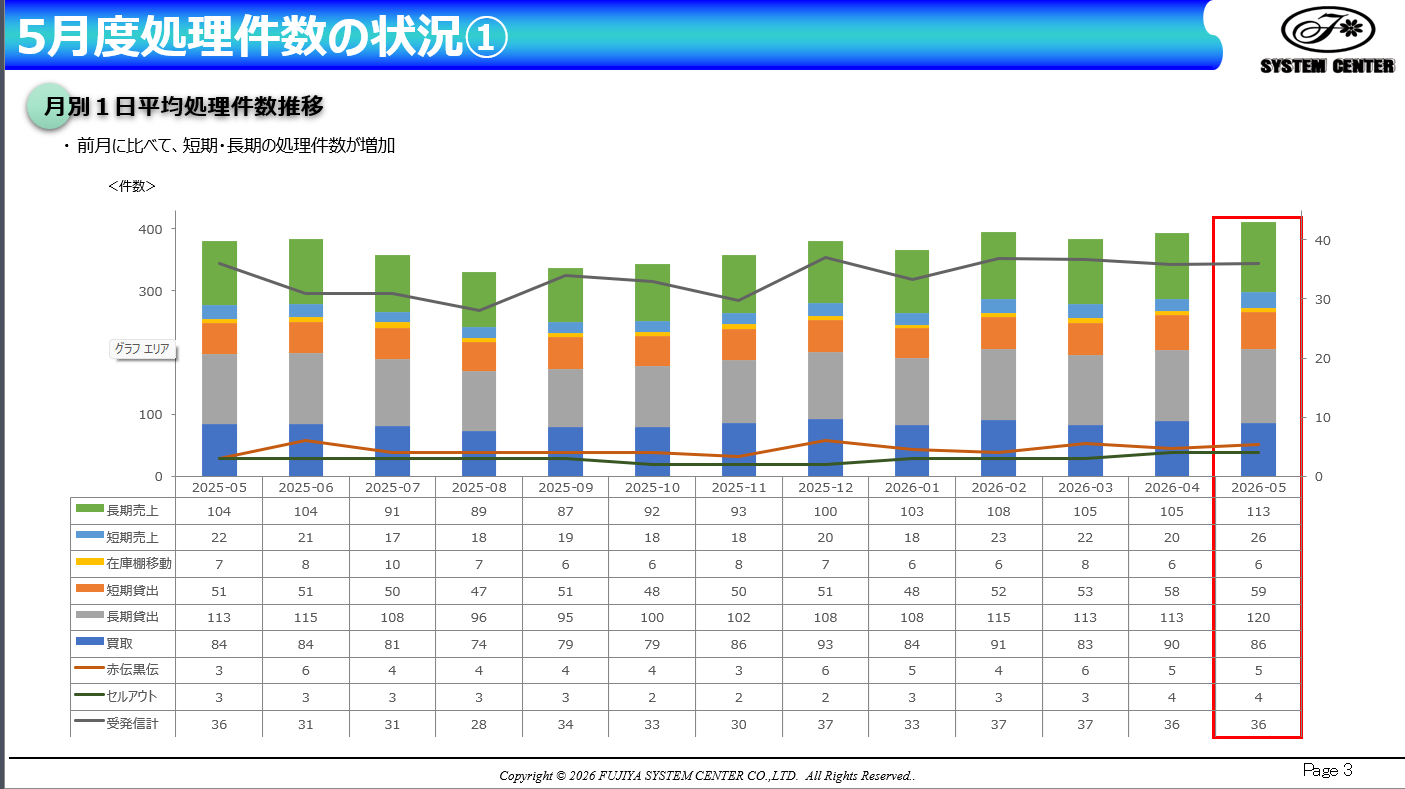 5月度処理件数の状況①
SYSTEM CENTER
月別１日平均処理件数推移
・ 前月に比べて、短期・長期の処理件数が増加
＜件数＞
400
300
100
0
グラフ エリア
40
30
20
10
0
2025-05 2025-06 2025-07 2025-08 2025-09 2025-10 2025-11 2025-12 2026-01 2026-02 2026-03 2026-04 2026-05
長期売上 104 104 91 89 87 92 93 100 103 108 105 105 113
短期売上 22 21 17 18 19 18 18 20 18 23 22 20 26
在庫棚移動 7 8 10 7 6 6 8 7 6 6 8 6 6
短期貸出 51 51 50 47 51 48 50 51 48 52 53 58 59
長期貸出 113 115 108 96 95 100 102 108 108 115 113 113 120
買取 84 84 81 74 79 79 86 93 84 91 83 90 86
赤伝黒伝 3 6 4 4 4 4 3 6 5 4 6 5 5
セルアウト 3 3 3 3 3 2 2 2 3 3 3 4 4
受発信計 36 31 31 28 34 33 30 37 33 37 37 36 36
Copyright © 2026 FUJIYA SYSTEM CENTER CO.,LTD. All Rights Reserved..
Page 3